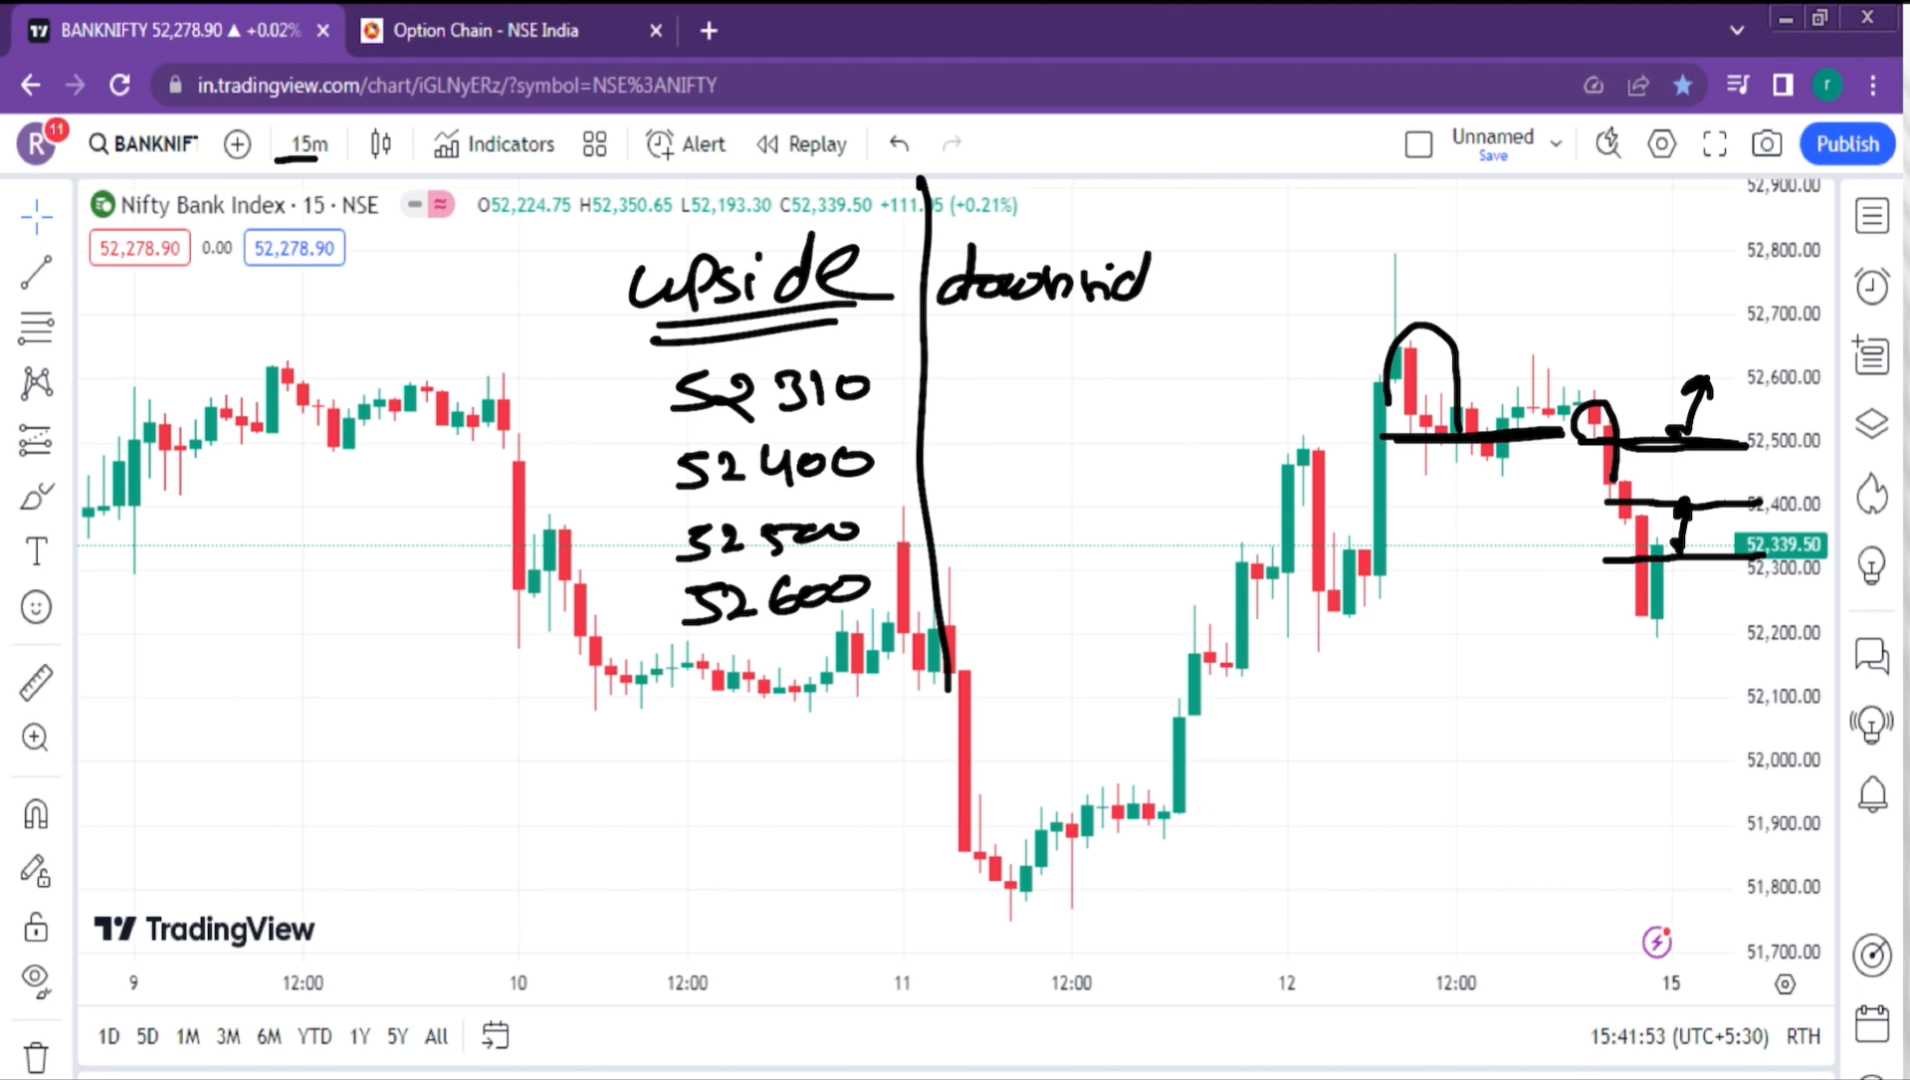 BANKNIFTY 52,278.90 ▲ +0.02%
Option Chain - NSE India
in.tradingview.com/chart/iGLNyERz/?symbol=NSE%3ANIFTY
r
R
11
BANKNIF
15m
Indicators
Alert
Replay
Unnamed
Save
Publish
Nifty Bank Index · 15 · NSE
O52,224.75 H52,350.65 L52,193.30 C52,339.50 (+0.21%)
52,278.90 0.00 52,278.90
upside
52310
52400
52500
52600
52,900.00
52,800.00
52,700.00
52,600.00
52,500.00
52,400.00
52,339.50
52,300.00
52,200.00
52,100.00
52,000.00
51,900.00
51,800.00
51,700.00
TradingView
9 12:00 10 12:00 11 12:00 12 12:00 15
1D 5D 1M 3M 6M YTD 1Y 5Y All
15:41:53 (UTC+5:30) RTH